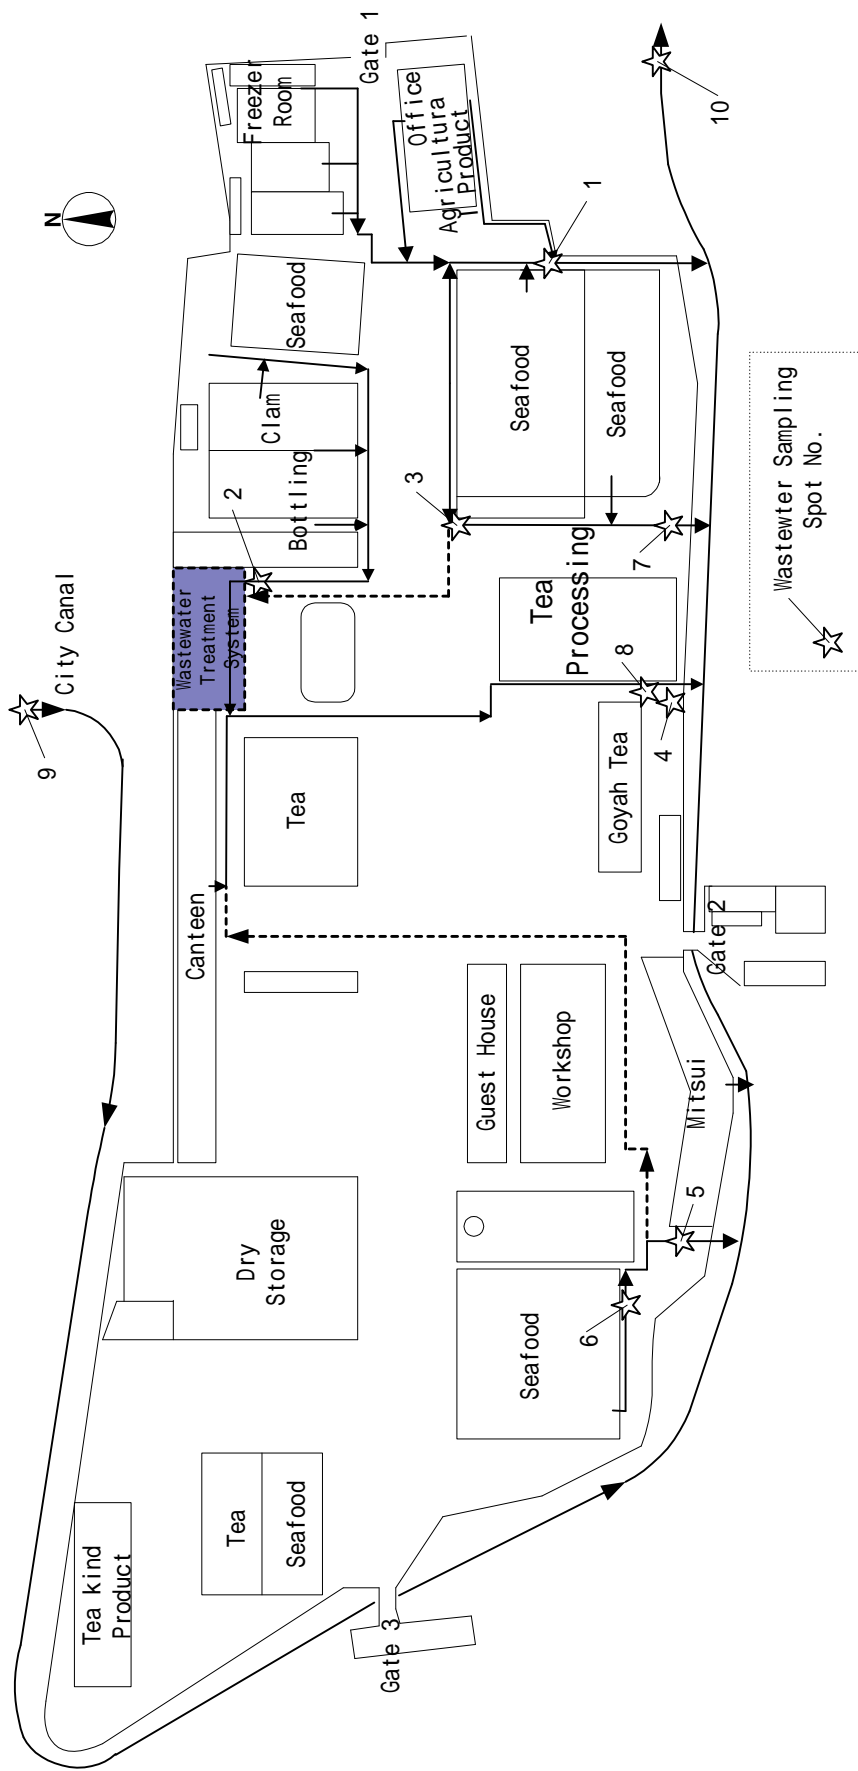 N
Freezer
Room
Gate 1
Office
Agricultura
l Product
10
1
Seafood
Clam
Bottling
2
3
Seafood
Seafood
7
Wastewater
Treatment
System
City Canal
9
Tea
Processing
8
4
Goyah Tea
Tea
Canteen
Gate 2
Guest House
Workshop
Mitsui
5
6
Dry
Storage
Seafood
Tea
Seafood
Tea kind
Product
Gate 3
Wastewter Sampling
Spot No.